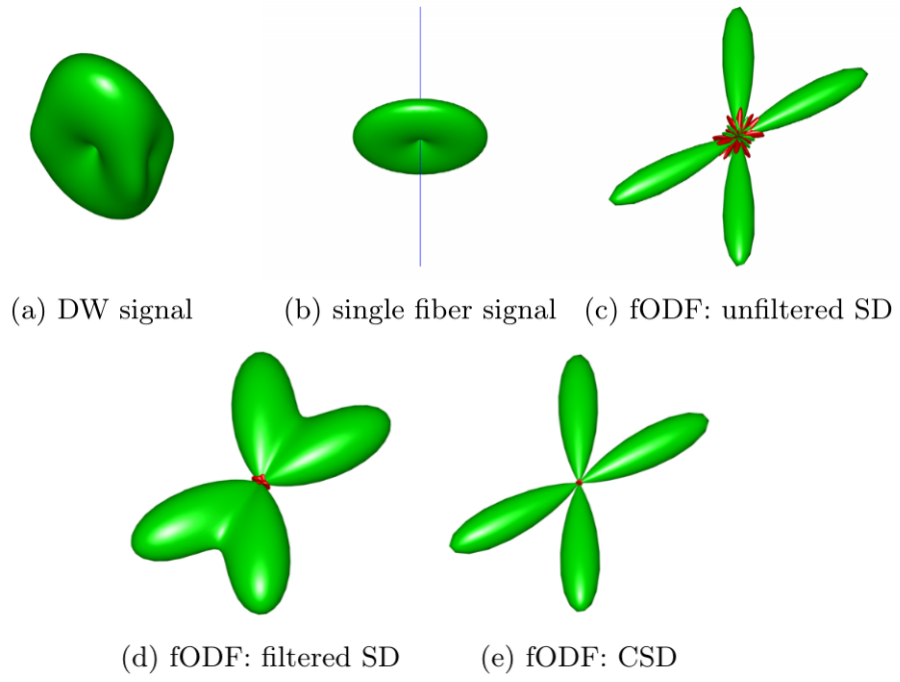 (a) DW signal
(b) single fiber signal
(c) fODF: unfiltered SD
(d) fODF: filtered SD
(e) fODF: CSD